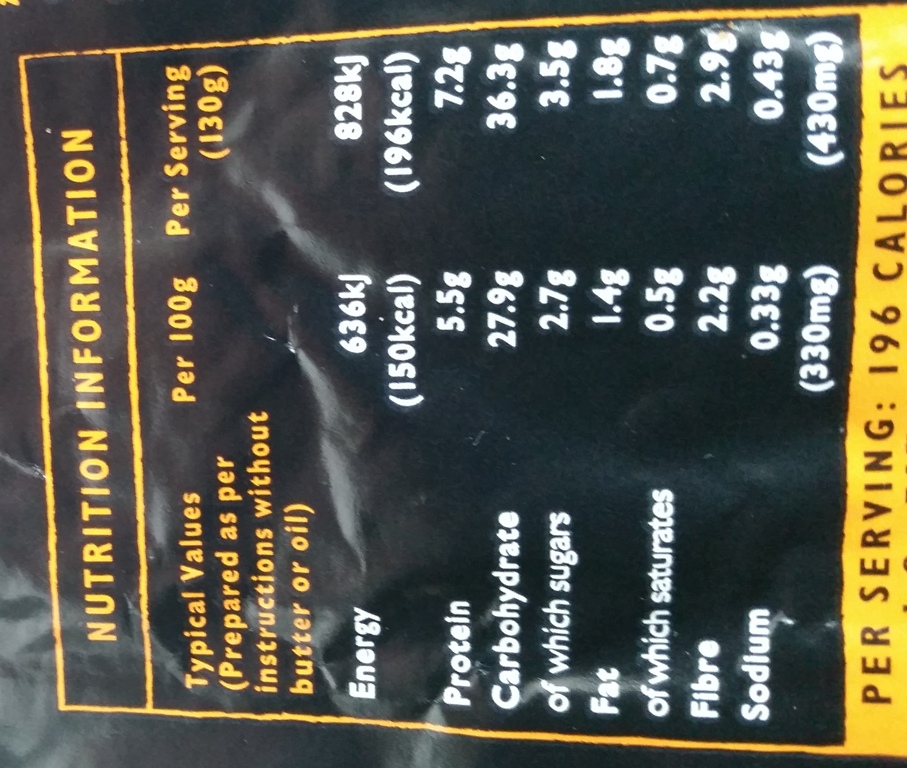 NUTRITION INFORMATION
Typical Values
(Prepared as per
instructions without
butter or oil)
Per 100g Per Serving
(130g)
Energy 636kJ 828kJ
(150kcal) (196kcal)
Protein 5.5g 7.2g
Carbohydrate 27.9g 36.3g
of which sugars 2.7g 3.5g
Fat 1.4g 1.8g
of which saturates 0.5g 0.7g
Fibre 2.2g 2.9g
Sodium 0.33g 0.43g
(330mg) (430mg)
PER SERVING: 196 CALORIES